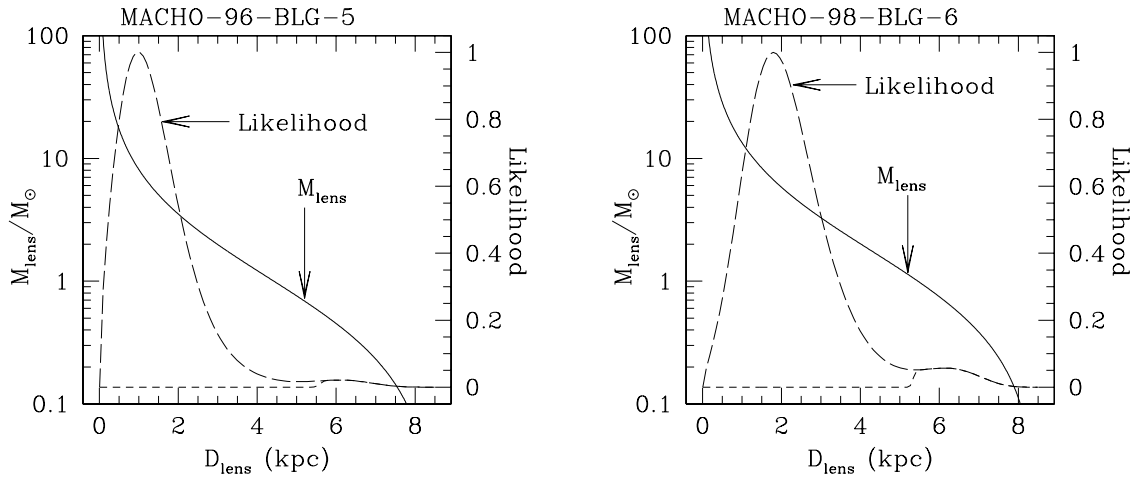 MACHO-96-BLG-5
100
10
1
0.1
M_lens/M_⊙
1
0.8
0.6
0.4
0.2
0
Likelihood
Likelihood
M_lens
0 2 4 6 8
D_lens (kpc)
MACHO-98-BLG-6
100
10
1
0.1
M_lens/M_⊙
1
0.8
0.6
0.4
0.2
0
Likelihood
Likelihood
M_lens
0 2 4 6 8
D_lens (kpc)